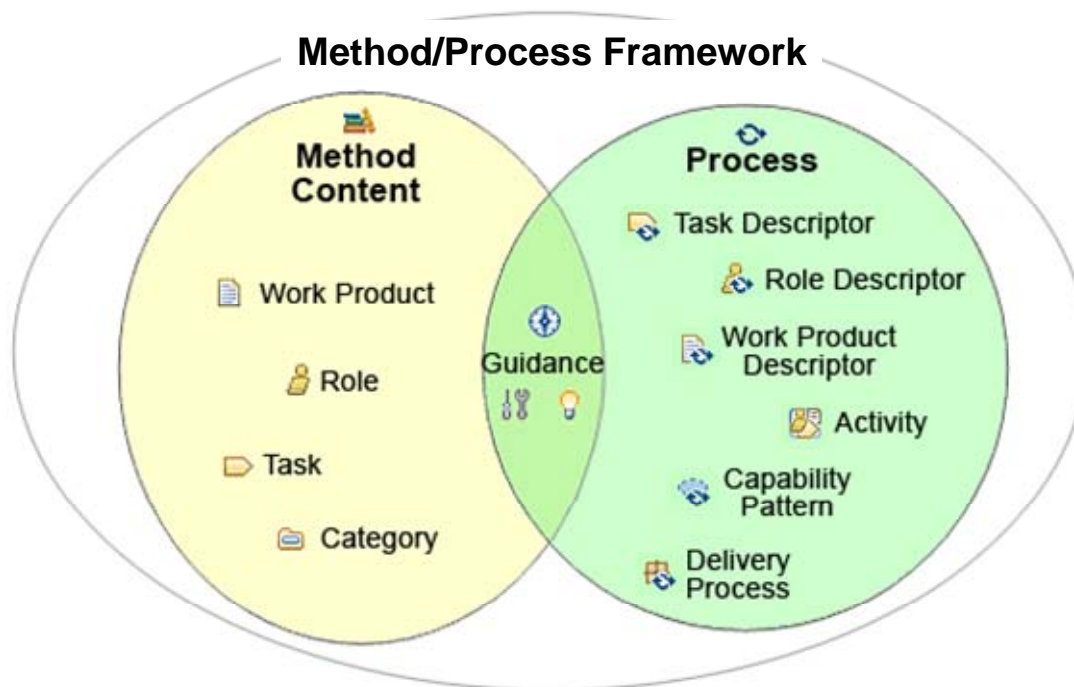 Method/Process Framework
Method
Content
Work Product
Role
Task
Category
Guidance
Process
Task Descriptor
Role Descriptor
Work Product
Descriptor
Activity
Capability
Pattern
Delivery
Process